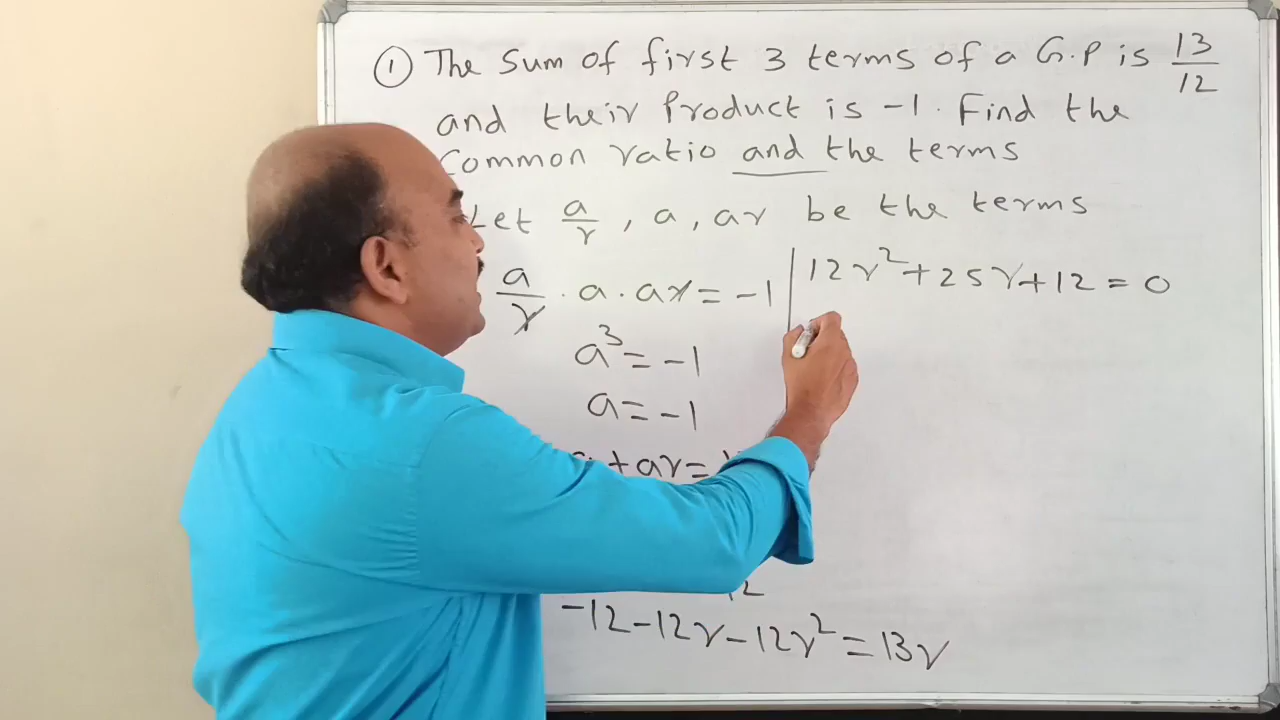 ① The Sum of first 3 terms of a G.P is 13/12
and their Product is -1. Find the
Common ratio and the terms
Let a/r, a, ar be the terms
a/r . a . ar = -1
a³ = -1
a = -1
+ ar =
12
-12-12r-12r² = 13r
12r²+25r+12 = 0